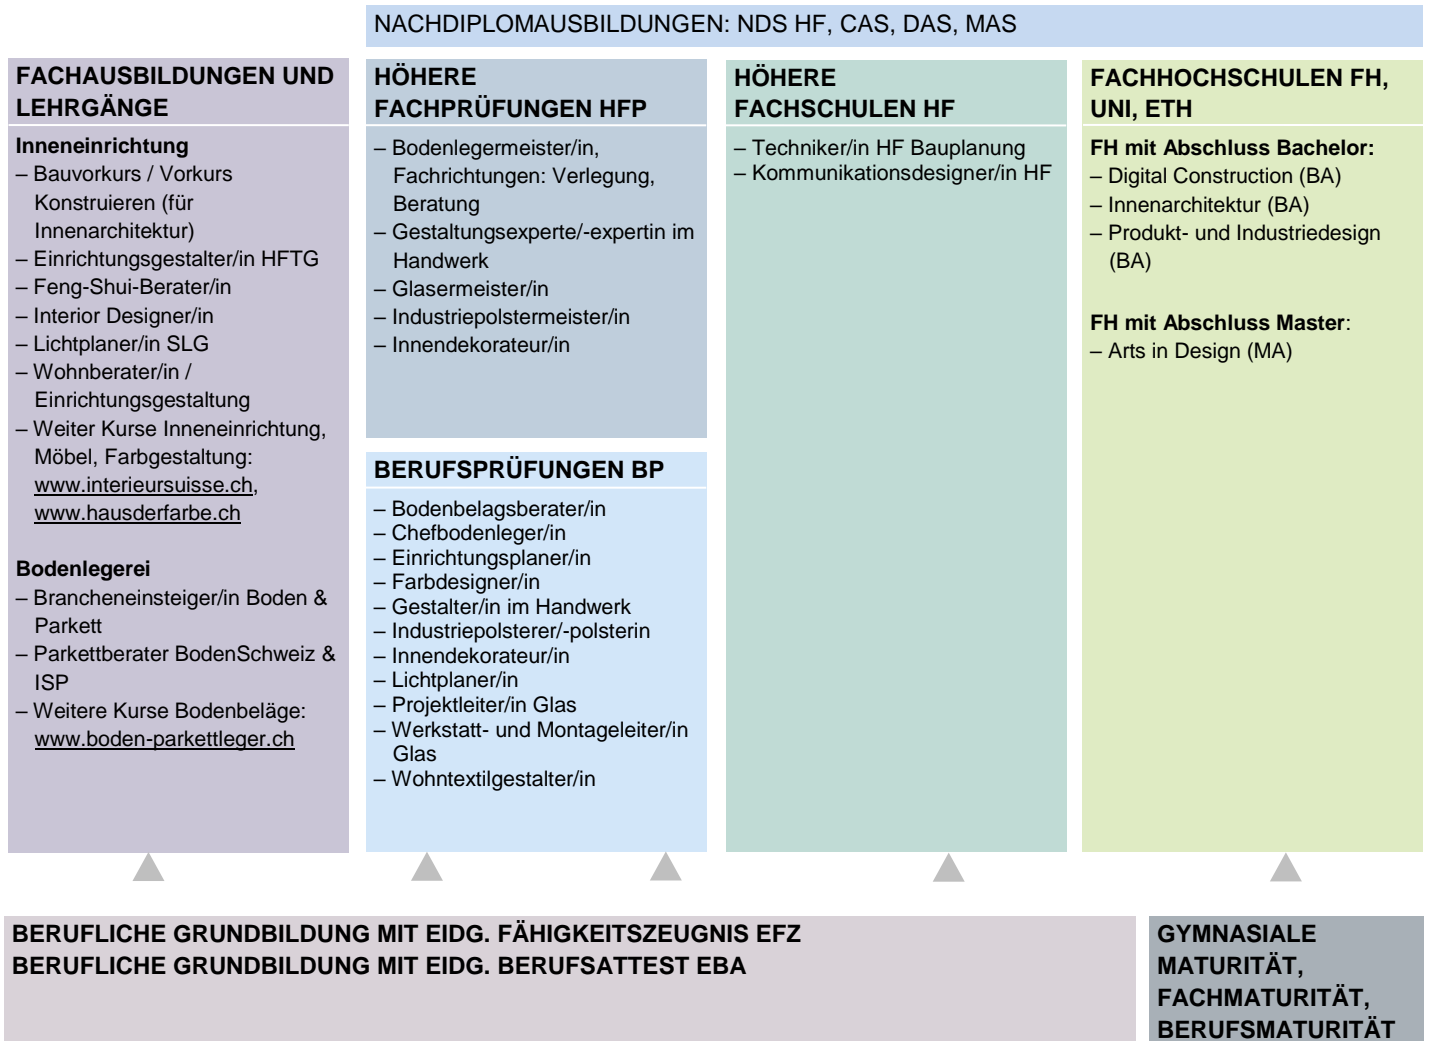 NACHDIPLOMAUSBILDUNGEN: NDS HF, CAS, DAS, MAS
FACHAUSBILDUNGEN UND
LEHRGÄNGE
Inneneinrichtung
– Bauvorkurs / Vorkurs
Konstruieren (für
Innenarchitektur)
– Einrichtungsgestalter/in HFTG
– Feng-Shui-Berater/in
– Interior Designer/in
– Lichtplaner/in SLG
– Wohnberater/in /
Einrichtungsgestaltung
– Weiter Kurse Inneneinrichtung,
Möbel, Farbgestaltung:
www.interieursuisse.ch,
www.hausderfarbe.ch
Bodenlegerei
– Brancheneinsteiger/in Boden &
Parkett
– Parkettberater BodenSchweiz &
ISP
– Weitere Kurse Bodenbeläge:
www.boden-parkettleger.ch
HÖHERE
FACHPRÜFUNGEN HFP
– Bodenlegermeister/in,
Fachrichtungen: Verlegung,
Beratung
– Gestaltungsexperte/-expertin im
Handwerk
– Glasermeister/in
– Industriepolstermeister/in
– Innendekorateur/in
BERUFSPRÜFUNGEN BP
– Bodenbelagsberater/in
– Chefbodenleger/in
– Einrichtungsplaner/in
– Farbdesigner/in
– Gestalter/in im Handwerk
– Industriepolsterer/-polsterin
– Innendekorateur/in
– Lichtplaner/in
– Projektleiter/in Glas
– Werkstatt- und Montageleiter/in
Glas
– Wohntextilgestalter/in
HÖHERE
FACHSCHULEN HF
– Techniker/in HF Bauplanung
– Kommunikationsdesigner/in HF
FACHHOCHSCHULEN FH,
UNI, ETH
FH mit Abschluss Bachelor:
– Digital Construction (BA)
– Innenarchitektur (BA)
– Produkt- und Industriedesign
(BA)
FH mit Abschluss Master:
– Arts in Design (MA)
BERUFLICHE GRUNDBILDUNG MIT EIDG. FÄHIGKEITSZEUGNIS EFZ
BERUFLICHE GRUNDBILDUNG MIT EIDG. BERUFSATTEST EBA
GYMNASIALE
MATURITÄT,
FACHMATURITÄT,
BERUFSMATURITÄT